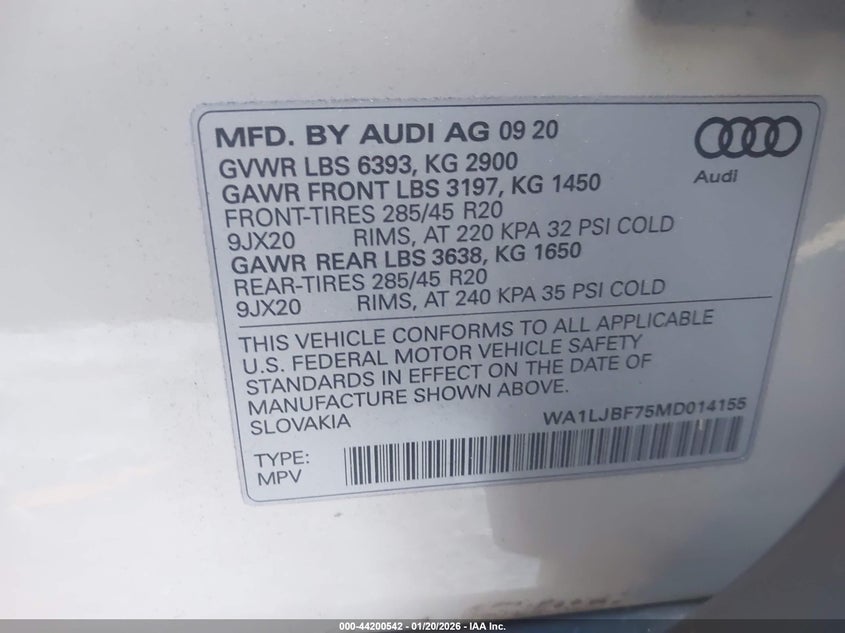 MFD. BY AUDI AG 09 20
GVWR LBS 6393, KG 2900
GAWR FRONT LBS 3197, KG 1450
FRONT-TIRES 285/45 R20
9JX20 RIMS, AT 220 KPA 32 PSI COLD
GAWR REAR LBS 3638, KG 1650
REAR-TIRES 285/45 R20
9JX20 RIMS, AT 240 KPA 35 PSI COLD
Audi
THIS VEHICLE CONFORMS TO ALL APPLICABLE
U.S. FEDERAL MOTOR VEHICLE SAFETY
STANDARDS IN EFFECT ON THE DATE OF
MANUFACTURE SHOWN ABOVE.
SLOVAKIA
WA1LJBF75MD014155
TYPE:
MPV
000-44200542 - 01/20/2026 - IAA Inc.